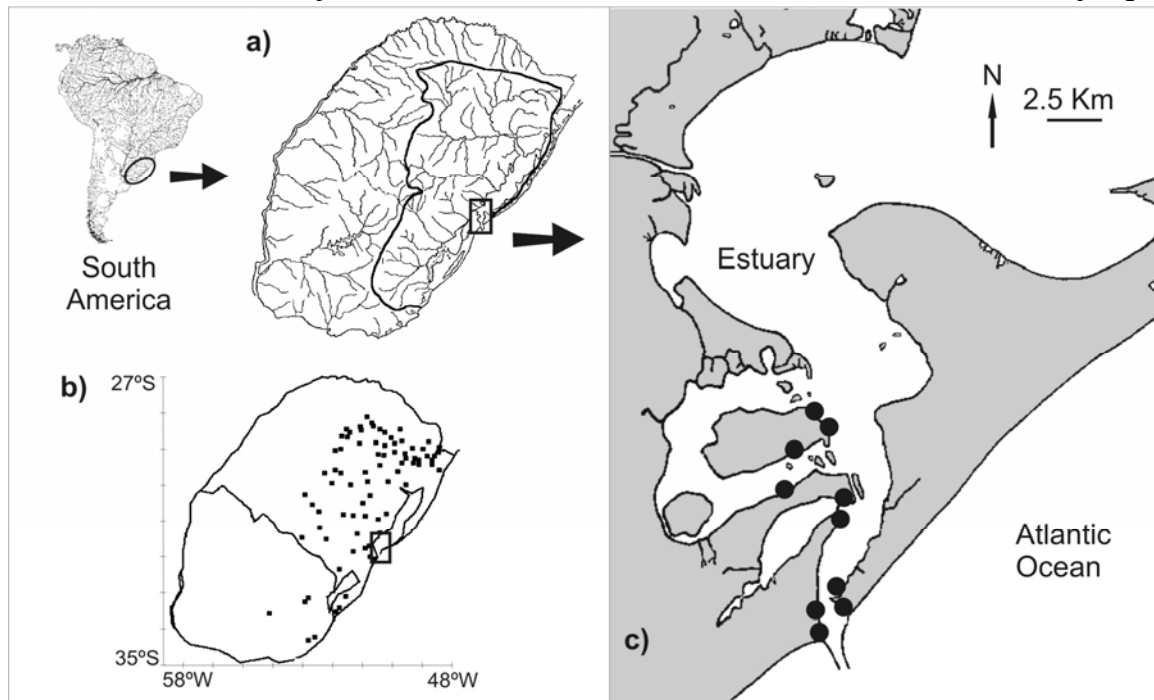 a)
South
America
b)
27ºS
35ºS
58ºW
48ºW
N
2.5 Km
Estuary
Atlantic
Ocean
c)